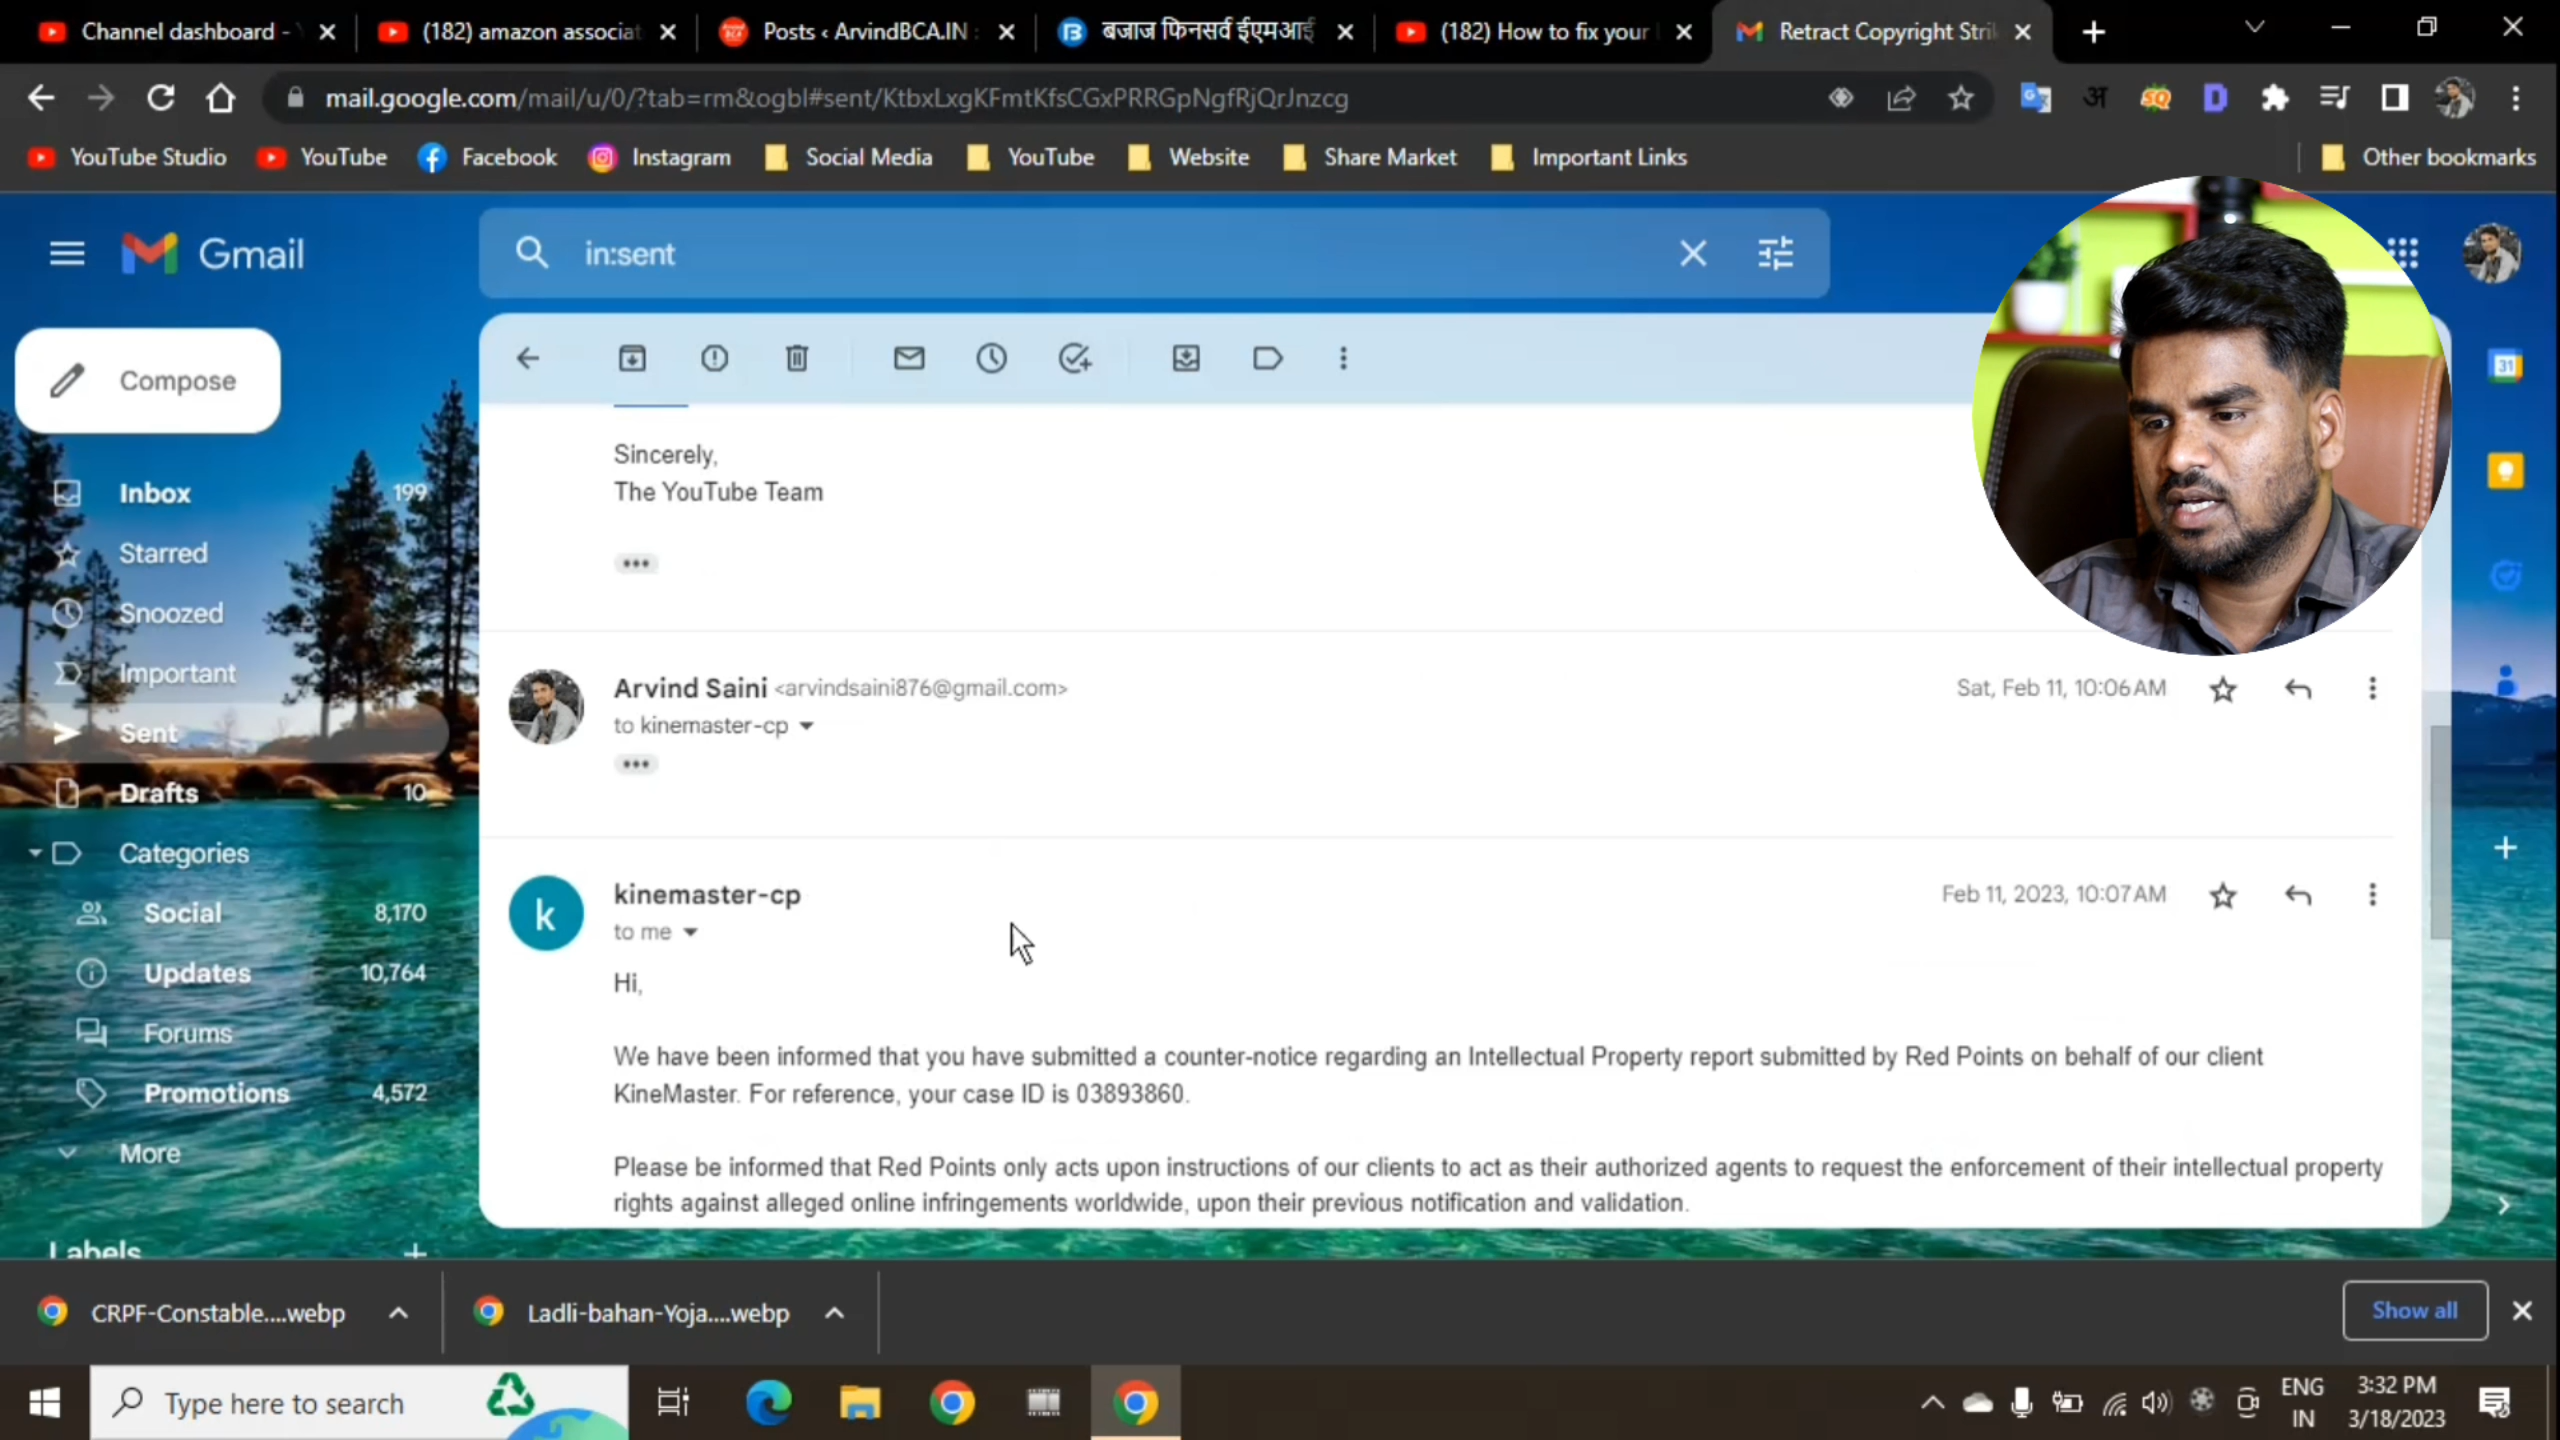 Channel dashboard -
(182) amazon associat
Posts ‹ ArvindBCA.IN
बजाज फिनसर्व ईएमआई
(182) How to fix your
Retract Copyright Stri
mail.google.com/mail/u/0/?tab=rm&ogbl#sent/KtbxLxgKFmtKfsCGxPRRGpNgfRjQrJnzcg
YouTube Studio
YouTube
Facebook
Instagram
Social Media
YouTube
Website
Share Market
Important Links
Other bookmarks
Gmail
in:sent
Compose
Inbox 199
Starred
Snoozed
Important
Sent
Drafts 10
Categories
Social 8,170
Updates 10,764
Forums
Promotions 4,572
More
Labels
Sincerely,
The YouTube Team
Arvind Saini <arvindsaini876@gmail.com>
Sat, Feb 11, 10:06 AM
to kinemaster-cp
kinemaster-cp
Feb 11, 2023, 10:07 AM
to me
Hi,
We have been informed that you have submitted a counter-notice regarding an Intellectual Property report submitted by Red Points on behalf of our client
KineMaster. For reference, your case ID is 03893860.
Please be informed that Red Points only acts upon instructions of our clients to act as their authorized agents to request the enforcement of their intellectual property
rights against alleged online infringements worldwide, upon their previous notification and validation.
31
CRPF-Constable....webp
Ladli-bahan-Yoja....webp
Show all
Type here to search
ENG
IN
3:32 PM
3/18/2023